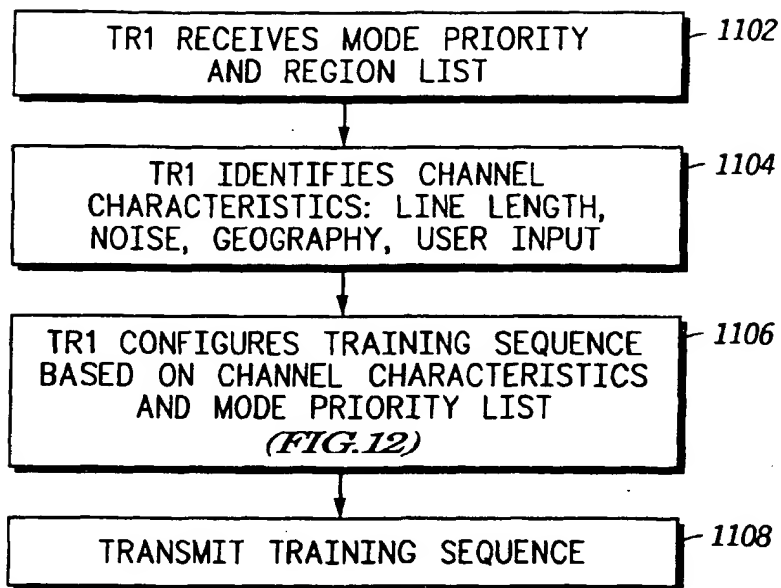 TR1 RECEIVES MODE PRIORITY
AND REGION LIST
1102
TR1 IDENTIFIES CHANNEL
CHARACTERISTICS: LINE LENGTH,
NOISE, GEOGRAPHY, USER INPUT
1104
TR1 CONFIGURES TRAINING SEQUENCE
BASED ON CHANNEL CHARACTERISTICS
AND MODE PRIORITY LIST
(FIG.12)
1106
TRANSMIT TRAINING SEQUENCE
1108